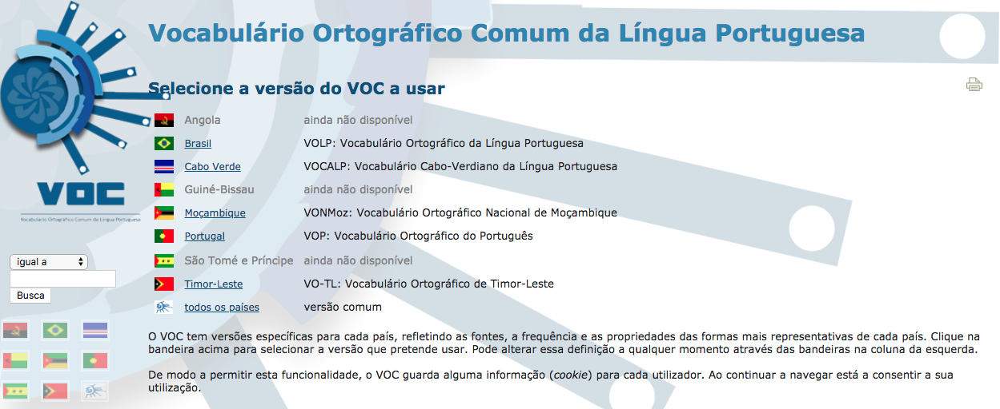 Vocabulário Ortográfico Comum da Língua Portuguesa
Selecione a versão do VOC a usar
Angola ainda não disponível
Brasil VOLP: Vocabulário Ortográfico da Língua Portuguesa
Cabo Verde VOCALP: Vocabulário Cabo-Verdiano da Língua Portuguesa
Guiné-Bissau ainda não disponível
Moçambique VONMoz: Vocabulário Ortográfico Nacional de Moçambique
Portugal VOP: Vocabulário Ortográfico do Português
São Tomé e Príncipe ainda não disponível
Timor-Leste VO-TL: Vocabulário Ortográfico de Timor-Leste
todos os países versão comum
O VOC tem versões específicas para cada país, refletindo as fontes, a frequência e as propriedades das formas mais representativas de cada país. Clique na
bandeira acima para selecionar a versão que pretende usar. Pode alterar essa definição a qualquer momento através das bandeiras na coluna da esquerda.
De modo a permitir esta funcionalidade, o VOC guarda alguma informação (cookie) para cada utilizador. Ao continuar a navegar está a consentir a sua
utilização.
VOC
Vocabulário Ortográfico Comum da Língua Portuguesa
igual a
Busca